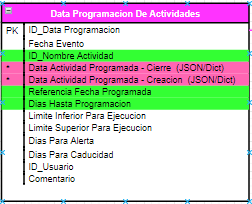 Data Programacion De Actividades
PK ID_Data Programacion
Fecha Evento
ID_Nombre Actividad
* Data Actividad Programada - Cierre (JSON/Dict)
* Data Actividad Programada - Creacion (JSON/Dict)
Referencia Fecha Programada
Dias Hasta Programacion
Limite Inferior Para Ejecucion
Limite Superior Para Ejecucion
Dias Para Alerta
Dias Para Caducidad
ID_Usuario
Comentario